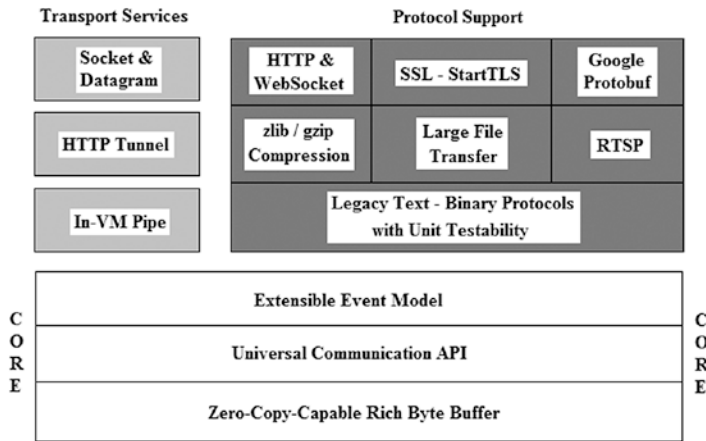 Transport Services
Protocol Support
Socket &
Datagram
HTTP &
WebSocket
SSL - StartTLS
Google
Protobuf
HTTP Tunnel
zlib / gzip
Compression
Large File
Transfer
RTSP
In-VM Pipe
Legacy Text - Binary Protocols
with Unit Testability
CORE
Extensible Event Model
Universal Communication API
Zero-Copy-Capable Rich Byte Buffer
CORE